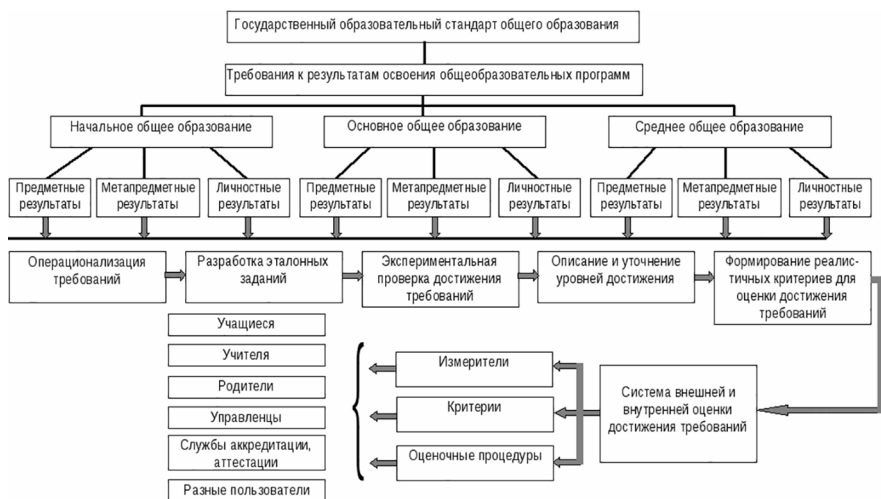 Государственный образовательный стандарт общего образования
Требования к результатам освоения общеобразовательных программ
Начальное общее образование
Основное общее образование
Среднее общее образование
Предметные
результаты
Метапредметные
результаты
Личностные
результаты
Предметные
результаты
Метапредметные
результаты
Личностные
результаты
Предметные
результаты
Метапредметные
результаты
Личностные
результаты
Операционализация
требований
Разработка эталонных
заданий
Экспериментальная
проверка достижения
требований
Описание и уточнение
уровней достижения
Формирование реалис-
тичных критериев для
оценки достижения
требований
Учащиеся
Учителя
Родители
Управленцы
Службы аккредитации,
аттестации
Разные пользователи
Измерители
Критерии
Оценочные процедуры
Система внешней и
внутренней оценки
достижения требований